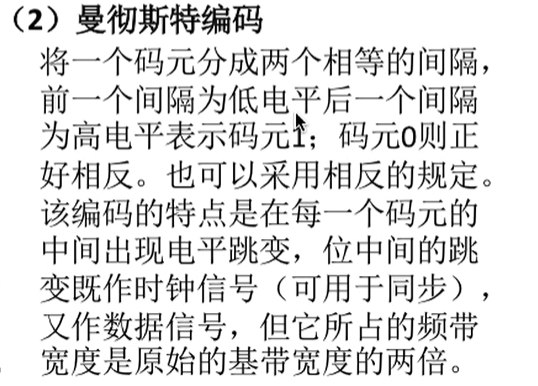 （2）曼彻斯特编码
将一个码元分成两个相等的间隔，
前一个间隔为低电平后一个间隔
为高电平表示码元1；码元0则正
好相反。也可以采用相反的规定。
该编码的特点是在每一个码元的
中间出现电平跳变，位中间的跳
变既作时钟信号（可用于同步），
又作数据信号，但它所占的频带
宽度是原始的基带宽度的两倍。